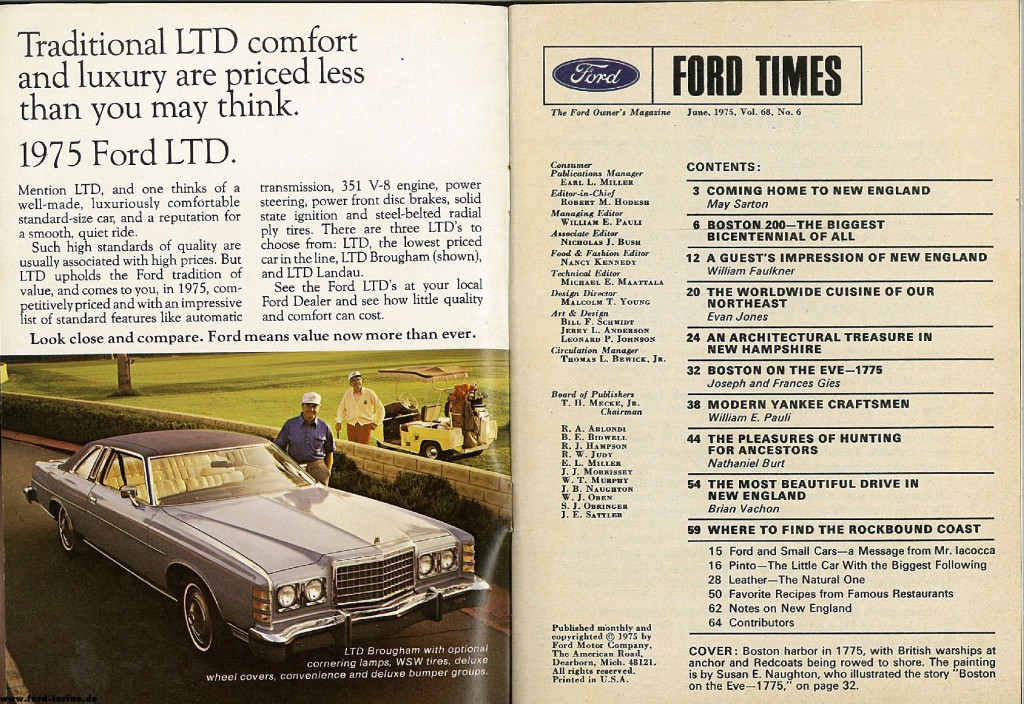 Traditional LTD comfort
and luxury are priced less
than you may think.
1975 Ford LTD.
Mention LTD, and one thinks of a
well-made, luxuriously comfortable
standard-size car, and a reputation for
a smooth, quiet ride.
Such high standards of quality are
usually associated with high prices. But
LTD upholds the Ford tradition of
value, and comes to you, in 1975, com-
petitively priced and with an impressive
list of standard features like automatic
transmission, 351 V-8 engine, power
steering, power front disc brakes, solid
state ignition and steel-belted radial
ply tires. There are three LTD's to
choose from: LTD, the lowest priced
car in the line, LTD Brougham (shown),
and LTD Landau.
See the Ford LTD's at your local
Ford Dealer and see how little quality
and comfort can cost.
Look close and compare. Ford means value now more than ever.
LTD Brougham with optional
cornering lamps, WSW tires, deluxe
wheel covers, convenience and deluxe bumper groups.
www.ford-torino.de
Ford
FORD TIMES
The Ford Owner's Magazine June, 1975, Vol. 68, No. 6
Consumer
Publications Manager
EARL L. MILLER
Editor-in-Chief
ROBERT M. HODESH
Managing Editor
WILLIAM E. PAULI
Associate Editor
NICHOLAS J. BUSH
Food & Fashion Editor
NANCY KENNEDY
Technical Editor
MICHAEL E. MAATTALA
Design Director
MALCOLM T. YOUNG
Art & Design
BILL F. SCHMIDT
JERRY L. ANDERSON
LEONARD P. JOHNSON
Circulation Manager
THOMAS L. BEWICK, JR.
Board of Publishers
T. H. MECKE, JR.
Chairman
R. A. ABLONDI
B. E. BIDWELL
R. J. HAMPSON
R. W. JUDY
E. L. MILLER
J. J. MORRISSEY
W. T. MURPHY
J. B. NAUGHTON
W. J. OBEN
S. J. OBRINGER
J. E. SATTLER
Published monthly and
copyrighted © 1975 by
Ford Motor Company,
The American Road,
Dearborn, Mich. 48121.
All rights reserved.
Printed in U.S.A.
CONTENTS:
3 COMING HOME TO NEW ENGLAND
May Sarton
6 BOSTON 200—THE BIGGEST
BICENTENNIAL OF ALL
12 A GUEST'S IMPRESSION OF NEW ENGLAND
William Faulkner
20 THE WORLDWIDE CUISINE OF OUR
NORTHEAST
Evan Jones
24 AN ARCHITECTURAL TREASURE IN
NEW HAMPSHIRE
32 BOSTON ON THE EVE—1775
Joseph and Frances Gies
38 MODERN YANKEE CRAFTSMEN
William E. Pauli
44 THE PLEASURES OF HUNTING
FOR ANCESTORS
Nathaniel Burt
54 THE MOST BEAUTIFUL DRIVE IN
NEW ENGLAND
Brian Vachon
59 WHERE TO FIND THE ROCKBOUND COAST
15 Ford and Small Cars—a Message from Mr. Iacocca
16 Pinto—The Little Car With the Biggest Following
28 Leather—The Natural One
50 Favorite Recipes from Famous Restaurants
62 Notes on New England
64 Contributors
COVER: Boston harbor in 1775, with British warships at
anchor and Redcoats being rowed to shore. The painting
is by Susan E. Naughton, who illustrated the story "Boston
on the Eve—1775," on page 32.